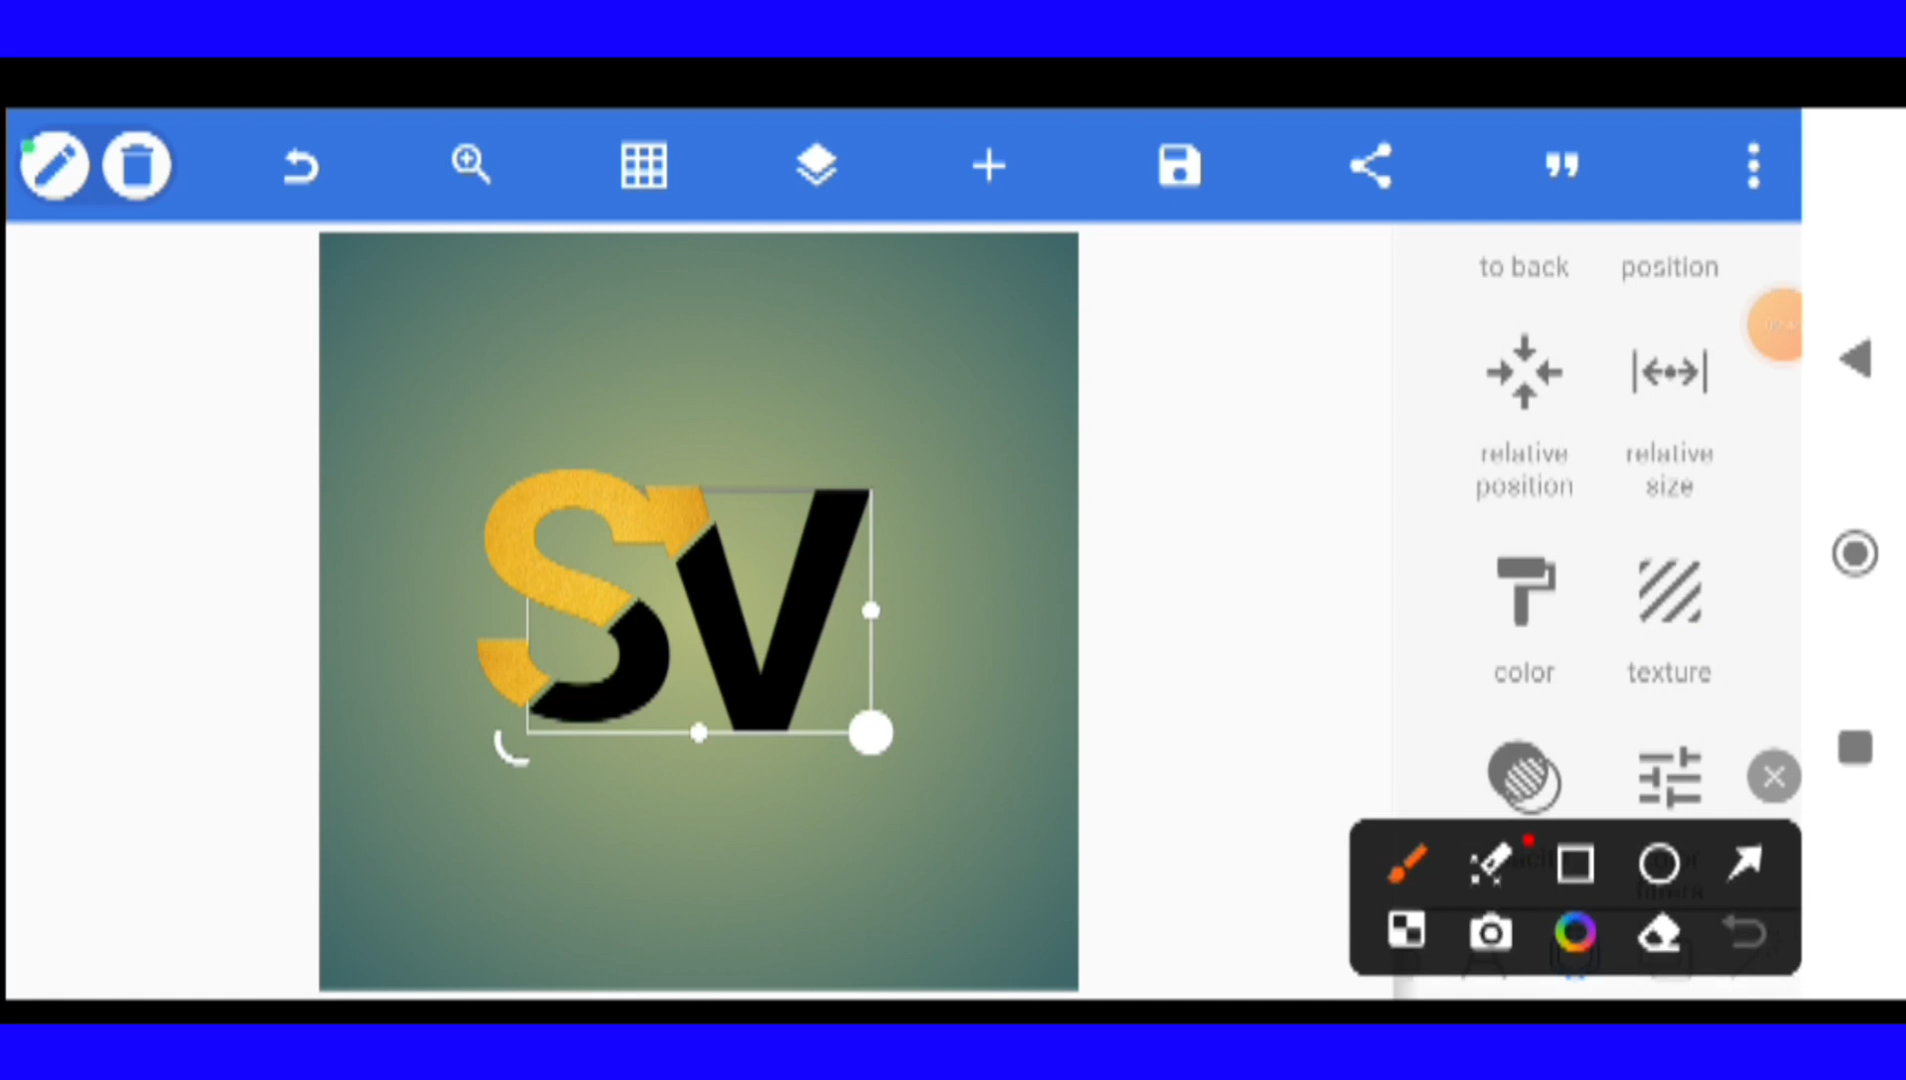 to back
position
relative
position
relative
size
color
texture
SV